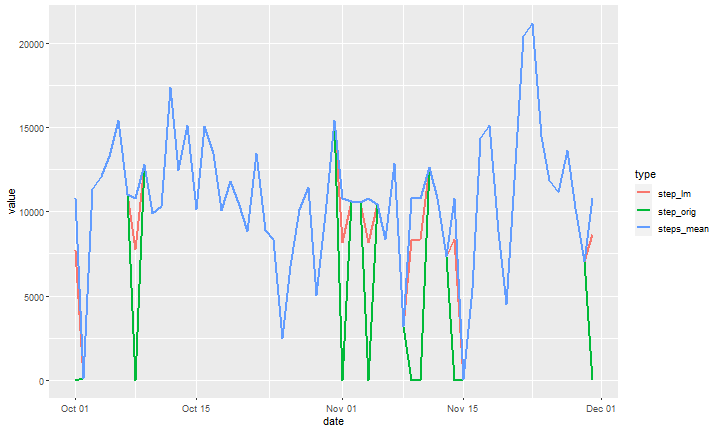 20000
15000
10000
5000
0
value
Oct 01 Oct 15 Nov 01 Nov 15 Dec 01
date
type
step_lm
step_orig
steps_mean